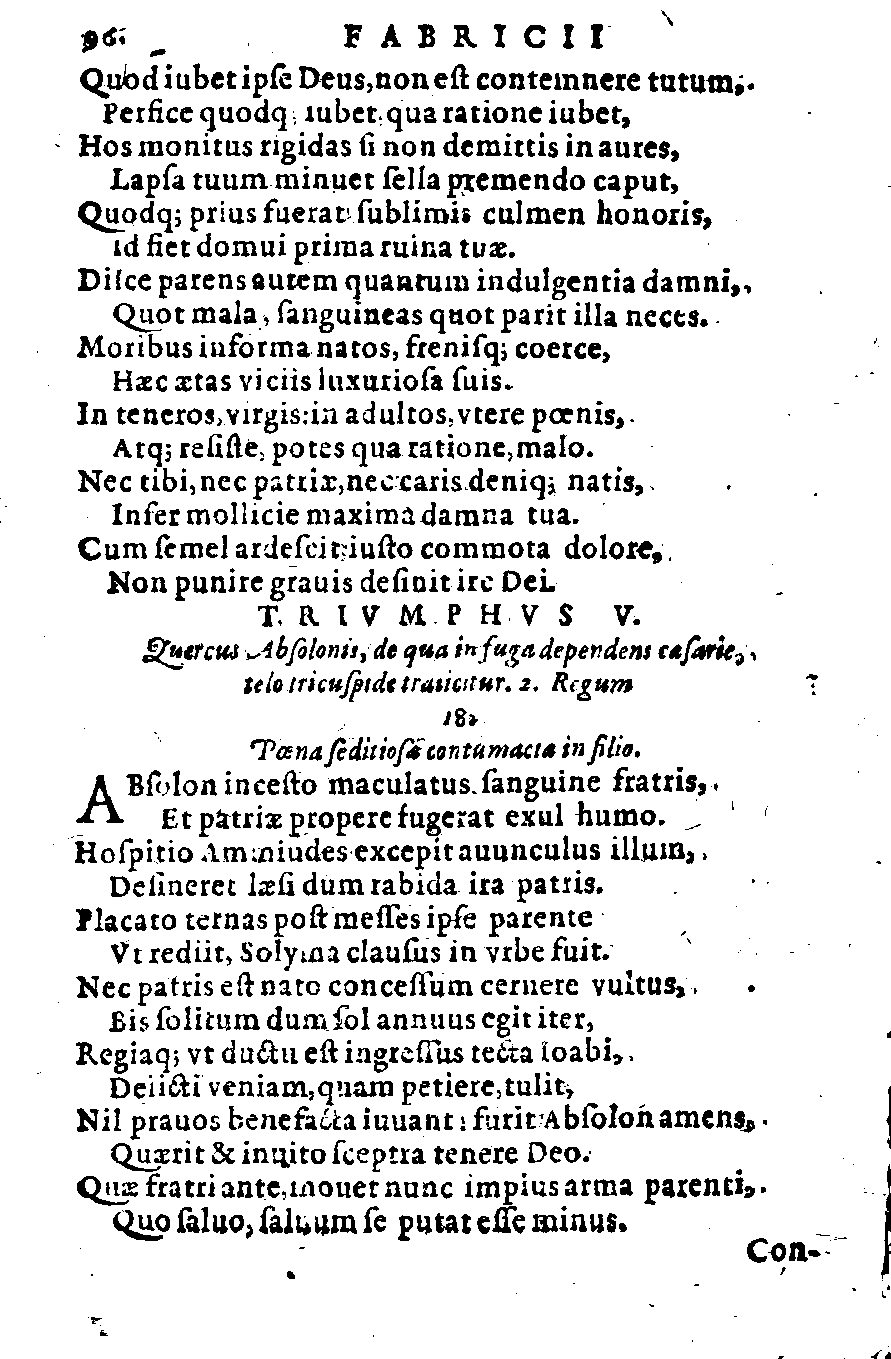 96. FABRICII
Quod iubet ipſe Deus, non eſt contemnere tutum,
Perfice quodq; iubet, qua ratione iubet,
Hos monitus rigidas ſi non demittis in aures,
Lapſa tuum minuet ſella premendo caput,
Quodq; prius fuerat ſublimis culmen honoris,
Id fiet domui prima ruina tuæ.
Diſce parens autem quantum indulgentia damni,
Quot mala, ſanguineas quot parit illa neces.
Moribus informa natos, freniſq; coerce,
Hæc ætas viciis luxurioſa ſuis.
In teneros, virgis: in adultos, vtere pœnis,
Atq; reſiſte, potes qua ratione, malo.
Nec tibi, nec patriæ, nec caris deniq; natis,
Infer mollicie maxima damna tua.
Cum ſemel ardeſcit, iuſto commota dolore,
Non punire grauis deſinit ire Dei.
TRIVMPHVS V.
Quercus Abſolonis, de qua in fuga dependens cæſarie,
telo tricuſpide traiicitur. 2. Regum
18.
Pœna ſeditioſæ contumacia in filio.
ABſolon inceſto maculatus ſanguine fratris,
Et patriæ propere fugerat exul humo.
Hoſpitio Ammiudes excepit auunculus illum,
Deſineret læſi dum rabida ira patris.
Placato ternas poſt meſſes ipſe parente
Vt rediit, Solyma clauſus in vrbe fuit.
Nec patris eſt nato conceſſum cernere vultus,
Bis ſolitum dum ſol annuus egit iter,
Regiaq; vt ductu eſt ingreſſus tecta Ioabi,
Deiicti veniam, quam petiere, tulit,
Nil prauos benefacta iuuant: furit Abſolon amens,
Quærit & inuito ſceptra tenere Deo.
Quæ fratri ante, mouet nunc impius arma parenti,
Quo ſaluo, ſaluum ſe putat eſſe minus.
Con-